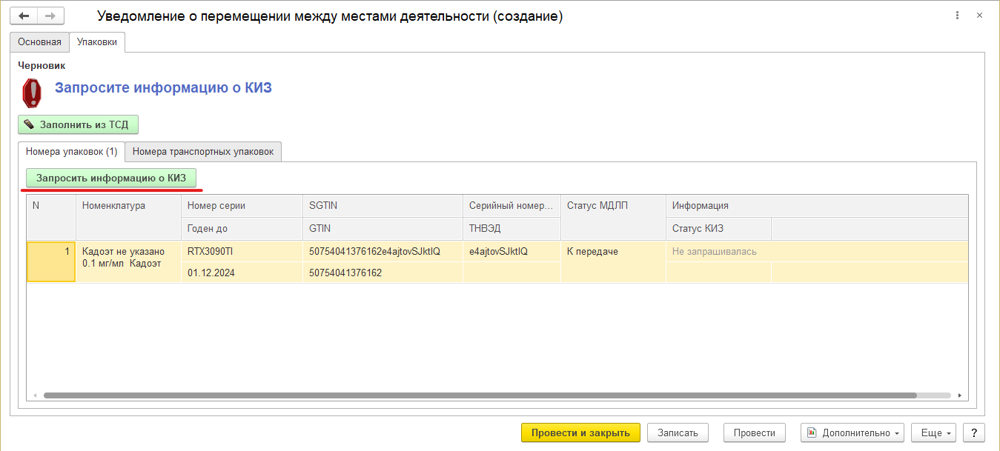 Уведомление о перемещении между местами деятельности (создание)
Основная Упаковки
Черновик
Запросите информацию о КИЗ
Заполнить из ТСД
Номера упаковок (1) Номера транспортных упаковок
Запросить информацию о КИЗ
N Номенклатура Номер серии SGTIN Серийный номер... Статус МДЛП Информация
Годен до GTIN ТНВЭД Статус КИЗ
1 Кадоэт не указано RTX3090TI 50754041376162e4ajtovSJktIQ e4ajtovSJktIQ К передаче Не запрашивалась
0.1 мг/мл Кадоэт
01.12.2024 50754041376162
Провести и закрыть Записать Провести Дополнительно Еще ?